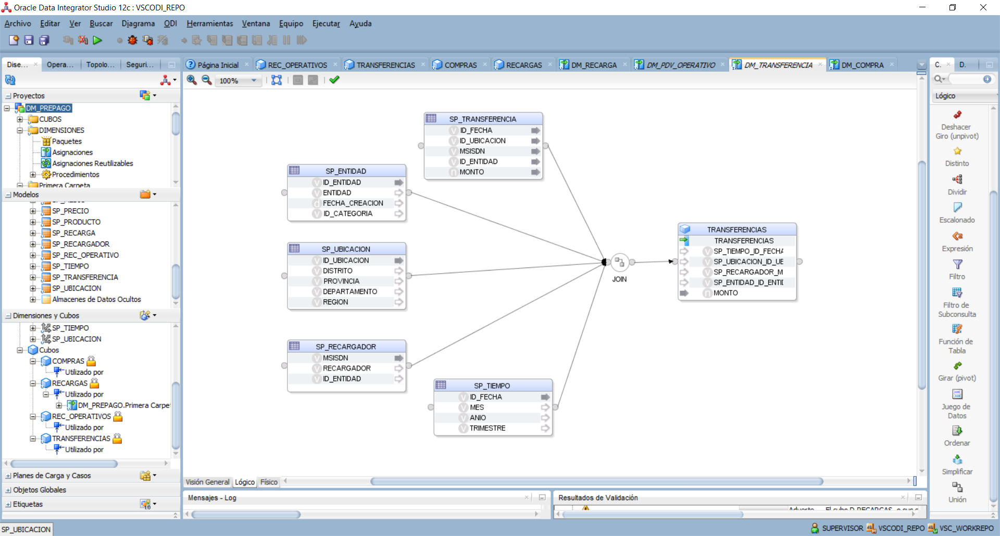 Oracle Data Integrator Studio 12c : VSCODI_REPO
Archivo Editar Ver Buscar Diagrama ODI Herramientas Ventana Equipo Ejecutar Ayuda
Dise... Opera... Topolo... Seguri...
Página Inicial REC_OPERATIVOS TRANSFERENCIAS COMPRAS RECARGAS DM_RECARGA DM_PDV_OPERATIVO DM_TRANSFERENCIA DM_COMPRA
C. D.
100%
Proyectos
DM_PREPAGO
CUBOS
DIMENSIONES
Paquetes
Asignaciones
Asignaciones Reutilizables
Procedimientos
Primera Carpeta
Modelos
SP_PRECIO
SP_PRODUCTO
SP_RECARGA
SP_RECARGADOR
SP_REC_OPERATIVO
SP_TIEMPO
SP_TRANSFERENCIA
SP_UBICACION
Almacenes de Datos Ocultos
Dimensiones y Cubos
SP_TIEMPO
SP_UBICACION
Cubos
COMPRAS
Utilizado por
RECARGAS
Utilizado por
DM_PREPAGO.Primera Carpe
REC_OPERATIVOS
Utilizado por
TRANSFERENCIAS
Utilizado por
Planes de Carga y Casos
Objetos Globales
Etiquetas
SP_TRANSFERENCIA
ID_FECHA
ID_UBICACION
MSISDN
ID_ENTIDAD
MONTO
SP_ENTIDAD
ID_ENTIDAD
ENTIDAD
FECHA_CREACION
ID_CATEGORIA
SP_UBICACION
ID_UBICACION
DISTRITO
PROVINCIA
DEPARTAMENTO
REGION
SP_RECARGADOR
MSISDN
RECARGADOR
ID_ENTIDAD
SP_TIEMPO
ID_FECHA
MES
ANIO
TRIMESTRE
JOIN
TRANSFERENCIAS
TRANSFERENCIAS
SP_TIEMPO_ID_FECHA
SP_UBICACION_ID_UE
SP_RECARGADOR_M
SP_ENTIDAD_ID_ENTI
MONTO
Visión General Lógico Físico
Mensajes - Log
Resultados de Validación
Lógico
Deshacer
Giro (unpivot)
Distinto
Dividir
Escalonado
Expresión
Filtro
Filtro de
Subconsulta
Función de
Tabla
Girar (pivot)
Juego de
Datos
Ordenar
Simplificar
Unión
SP_UBICACION
SUPERVISOR VSCODI_REPO VSC_WORKREPO